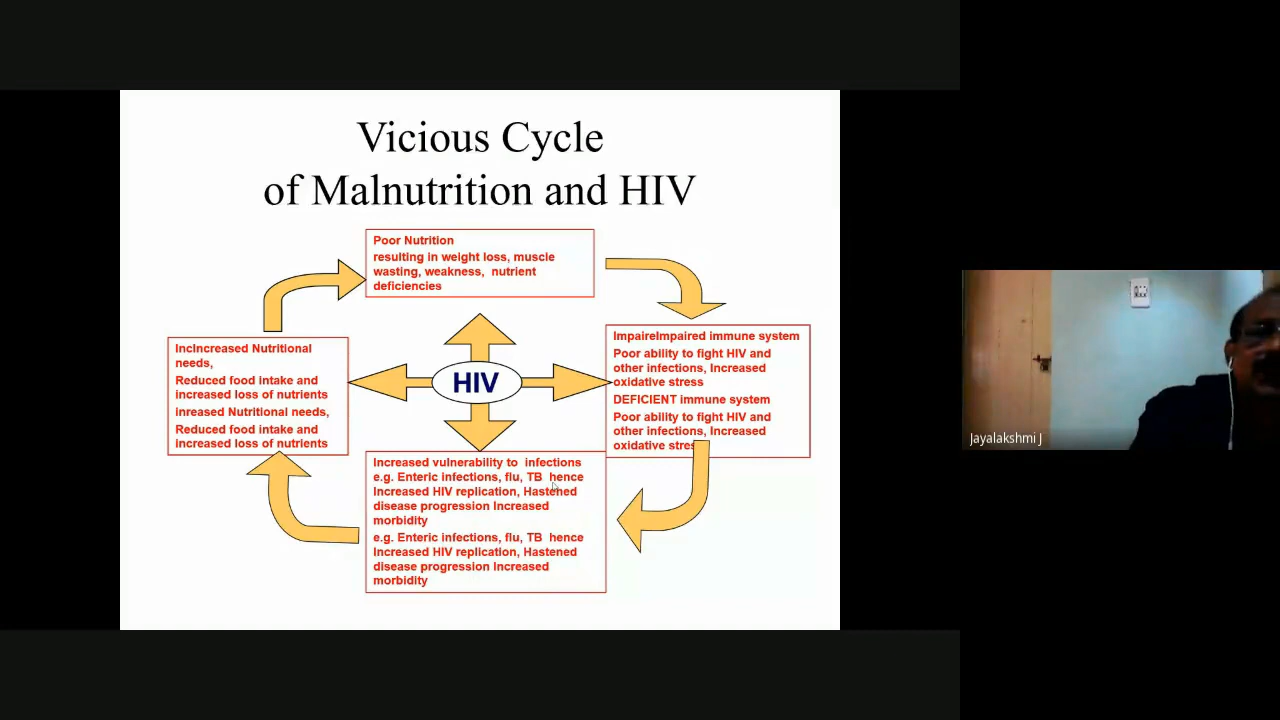 Vicious Cycle
of Malnutrition and HIV
Poor Nutrition
resulting in weight loss, muscle
wasting, weakness, nutrient
deficiencies
ImpaireImpaired immune system
Poor ability to fight HIV and
other infections, Increased
oxidative stress
DEFICIENT immune system
Poor ability to fight HIV and
other infections, Increased
oxidative stress
IncIncreased Nutritional
needs,
Reduced food intake and
increased loss of nutrients
inreased Nutritional needs,
Reduced food intake and
increased loss of nutrients
HIV
Increased vulnerability to infections
e.g. Enteric infections, flu, TB hence
Increased HIV replication, Hastened
disease progression Increased
morbidity
e.g. Enteric infections, flu, TB hence
Increased HIV replication, Hastened
disease progression Increased
morbidity
Jayalakshmi J